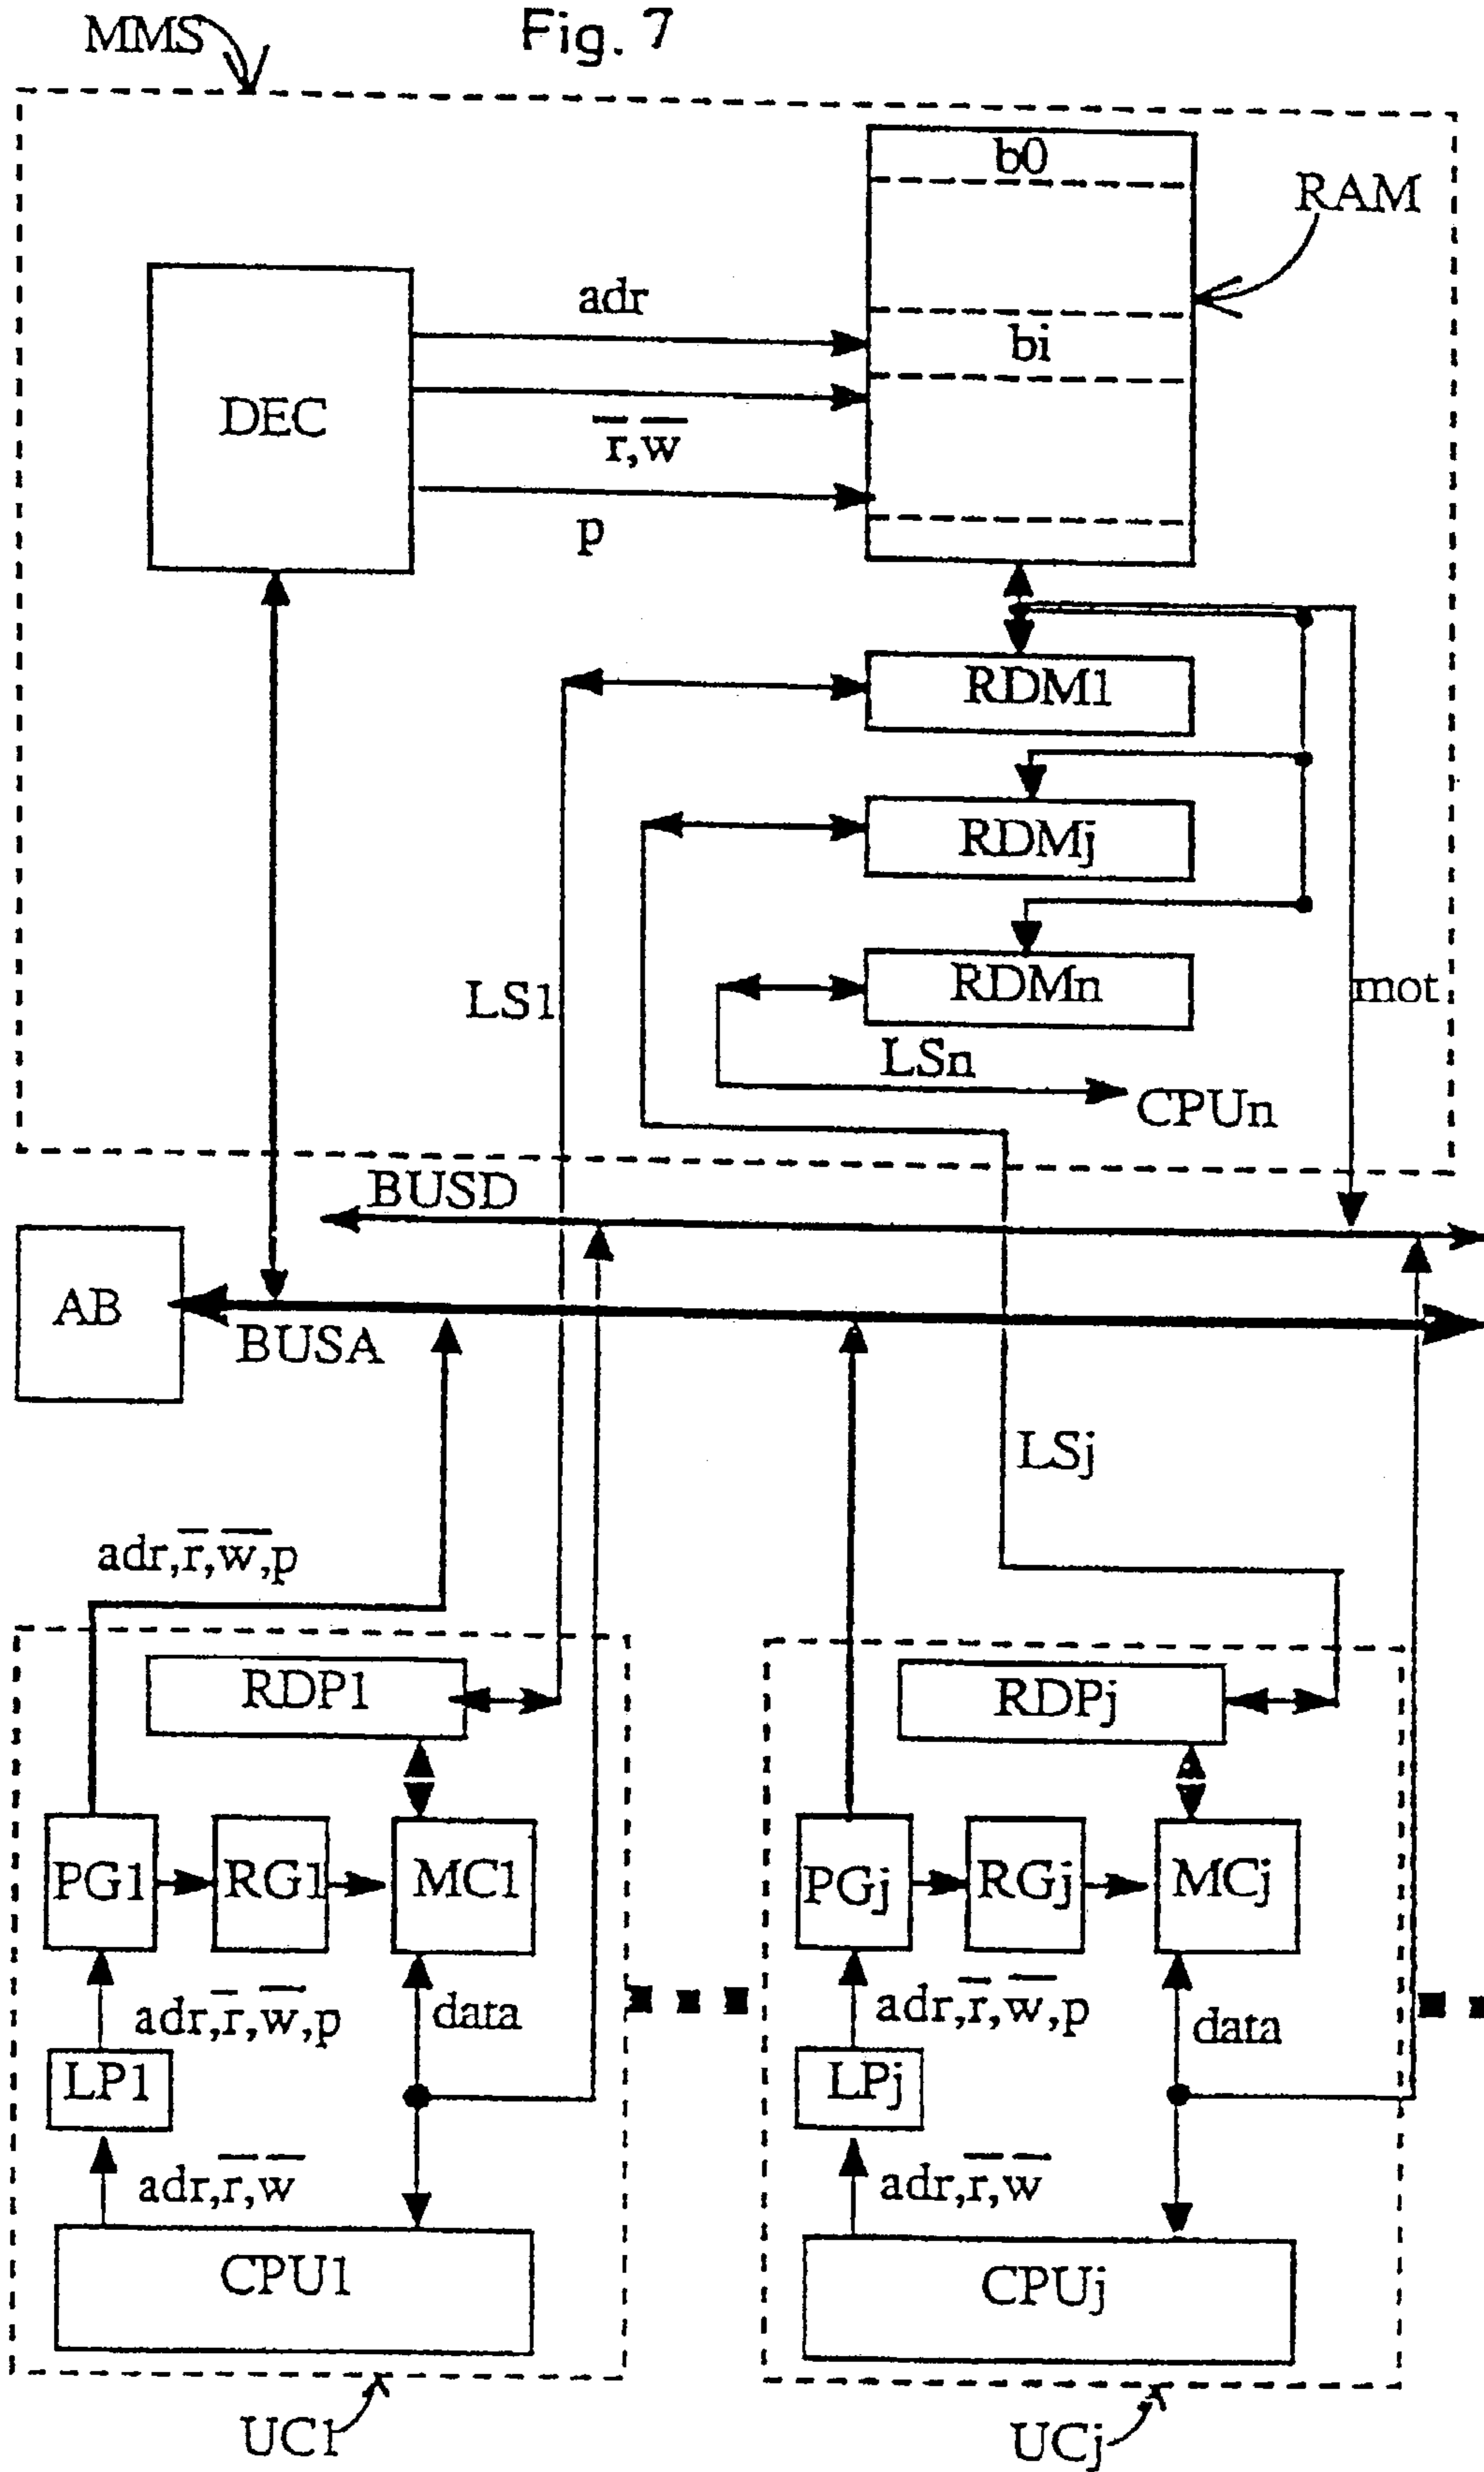 Fig. 7
MMS
b0
RAM
adr
bi
DEC
r̅,w̅
p
RDM1
RDMj
RDMn
LS1
mot
LSn
CPUn
BUSD
AB
BUSA
LSj
adr,r̅,w̅,p
RDP1
RDPj
PG1
RG1
MC1
PGj
RGj
MCj
adr,r̅,w̅,p
data
adr,r̅,w̅,p
data
LP1
LPj
adr,r̅,w̅
adr,r̅,w̅
CPU1
CPUj
UC1
UCj